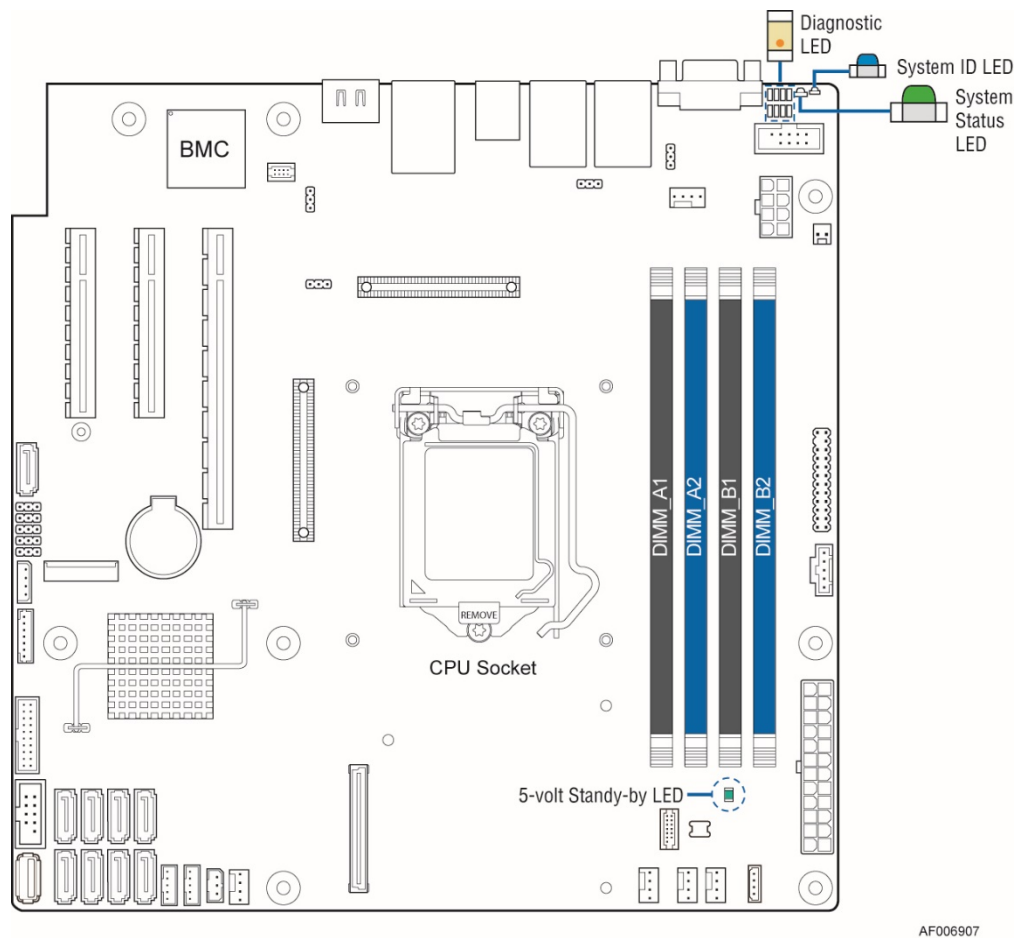 Diagnostic
LED
System ID LED
System
Status
LED
BMC
DIMM_A1
DIMM_A2
DIMM_B1
DIMM_B2
REMOVE
CPU Socket
5-volt Standy-by LED
AF006907